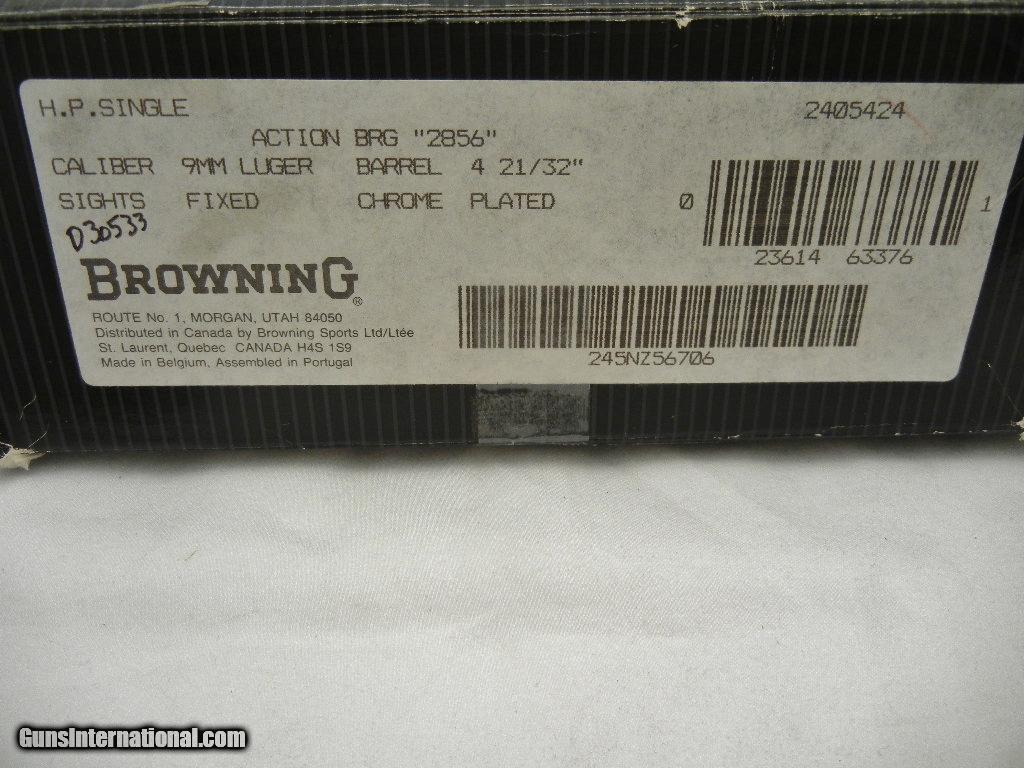 H.P.SINGLE 2405424
ACTION BRG "2856"
CALIBER 9MM LUGER BARREL 4 21/32"
SIGHTS FIXED CHROME PLATED 0 1
D30533
23614 63376
BROWNING®
ROUTE No. 1, MORGAN, UTAH 84050
Distributed in Canada by Browning Sports Ltd/Ltée
St. Laurent, Quebec CANADA H4S 1S9
Made in Belgium, Assembled in Portugal
245NZ56706
GunsInternational.com